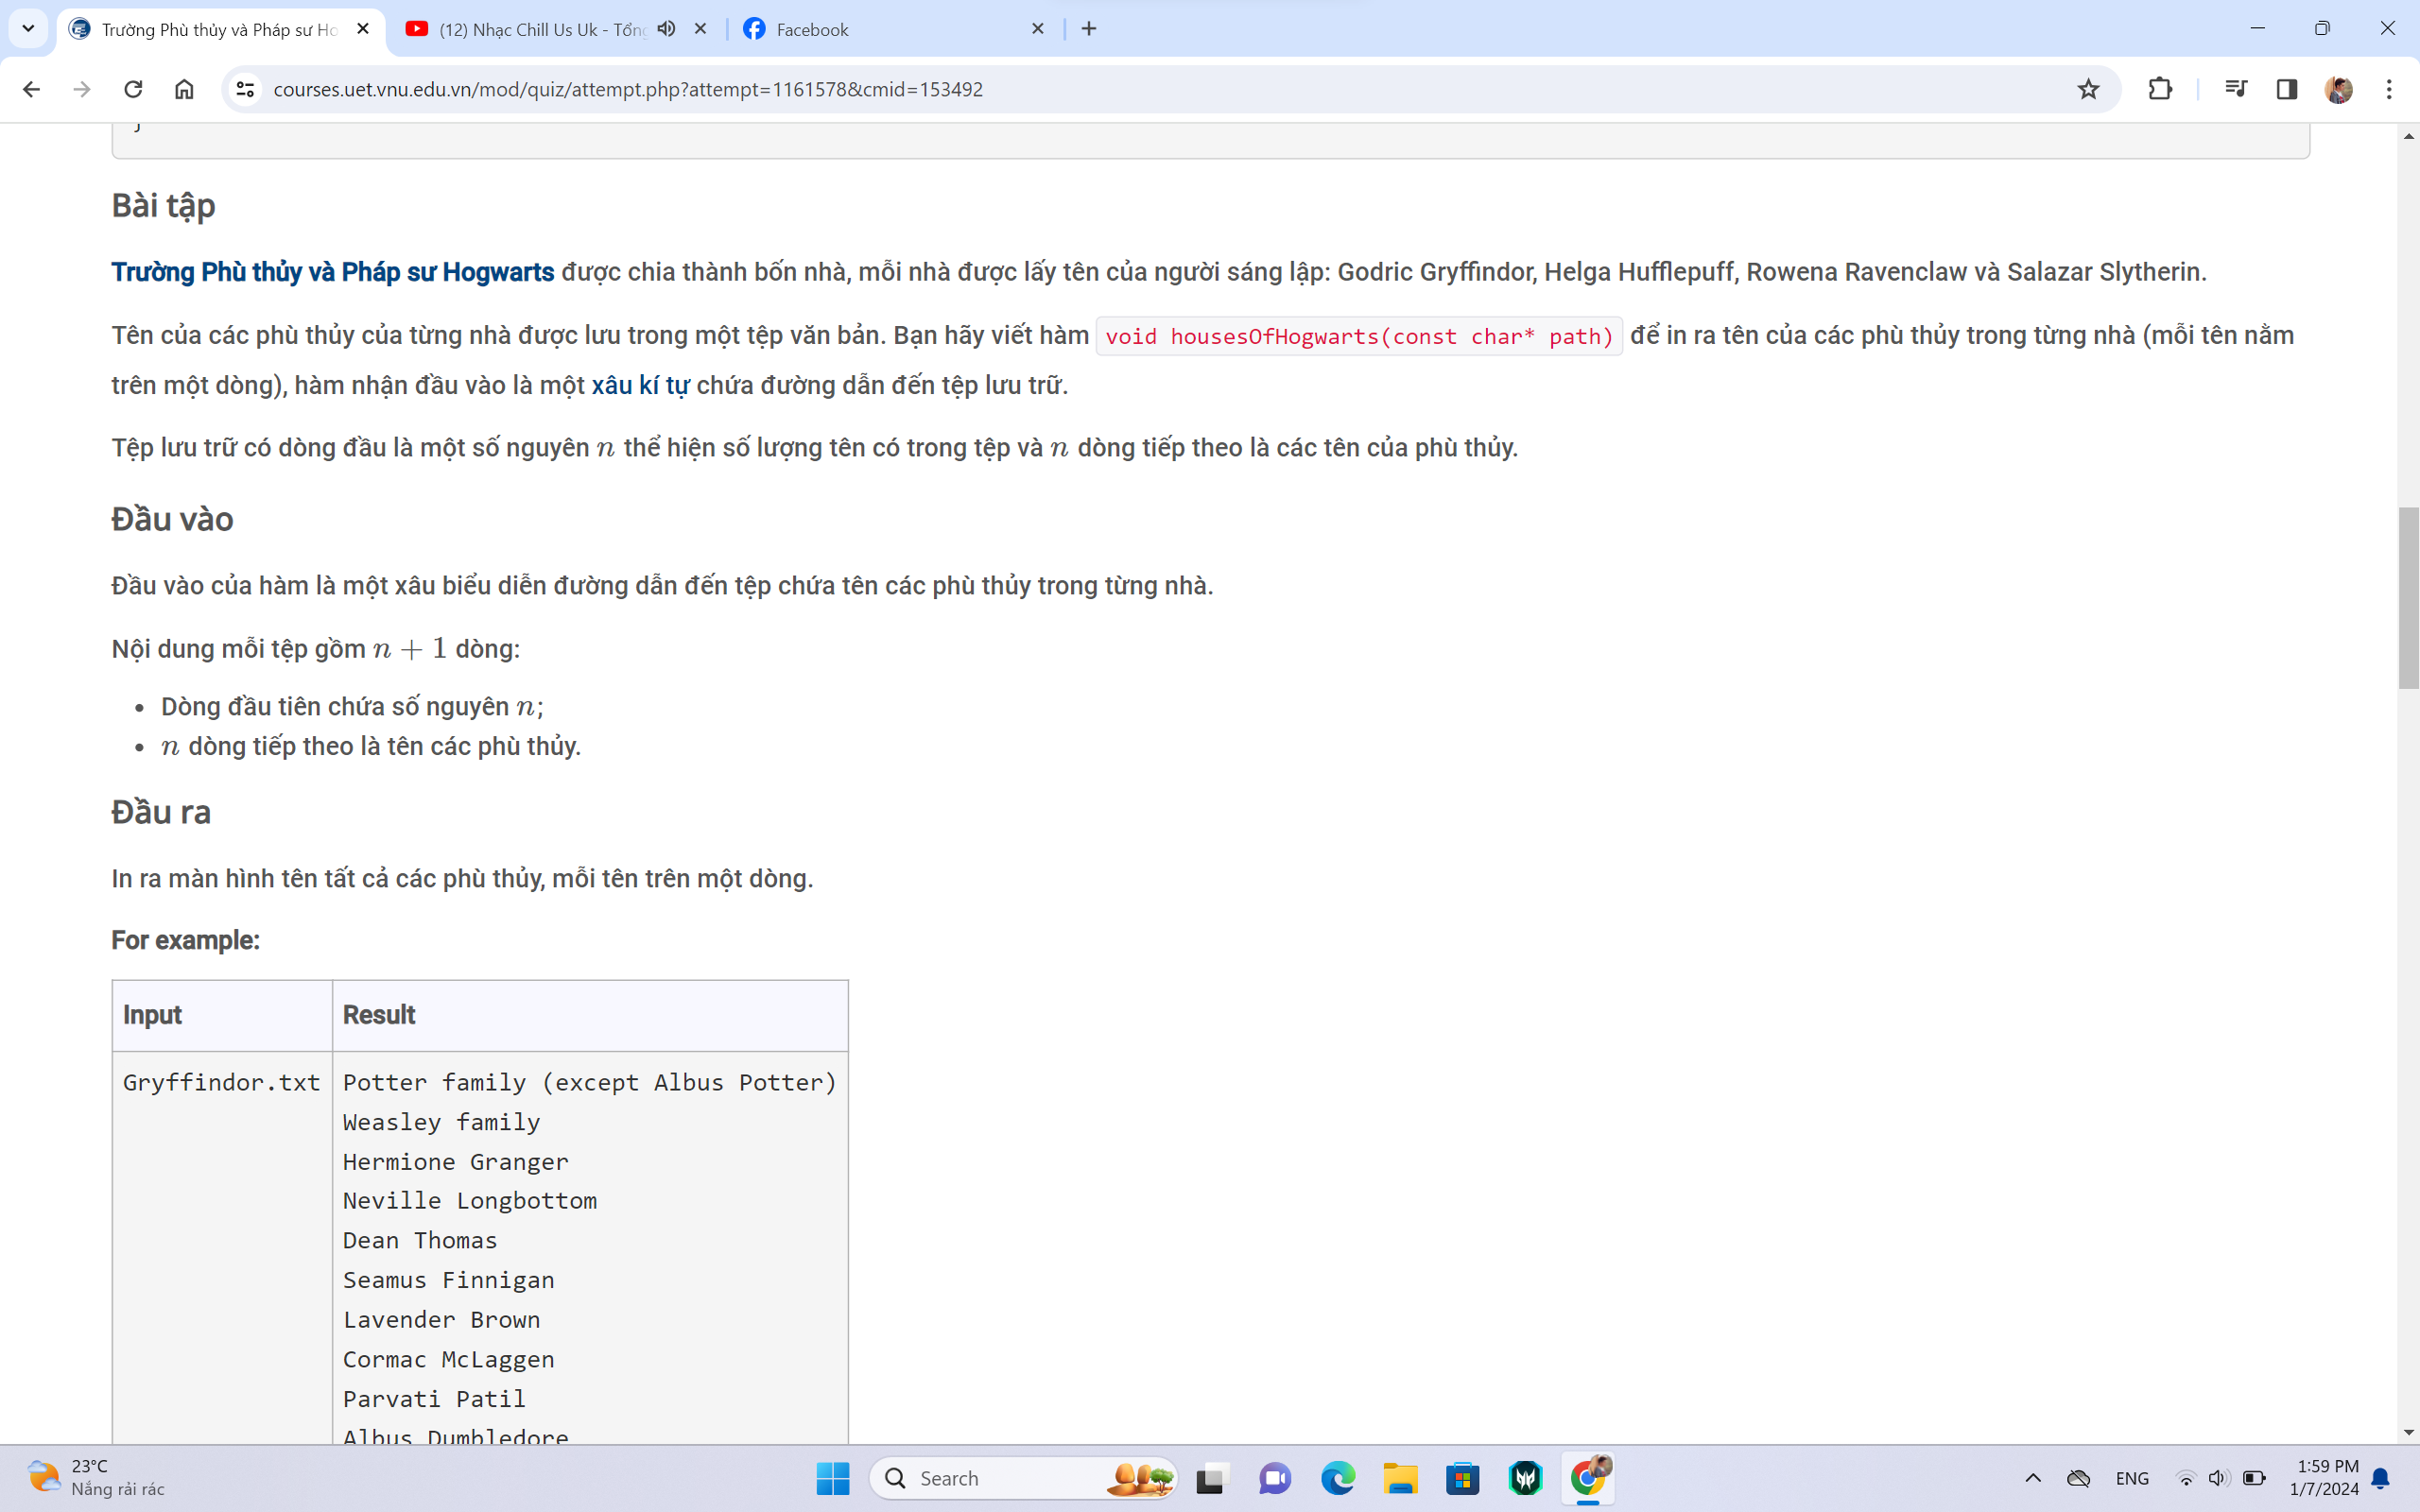 Trường Phù thủy và Pháp sư Ho
(12) Nhạc Chill Us Uk - Tổng
Facebook
courses.uet.vnu.edu.vn/mod/quiz/attempt.php?attempt=1161578&cmid=153492
Bài tập
Trường Phù thủy và Pháp sư Hogwarts được chia thành bốn nhà, mỗi nhà được lấy tên của người sáng lập: Godric Gryffindor, Helga Hufflepuff, Rowena Ravenclaw và Salazar Slytherin.
Tên của các phù thủy của từng nhà được lưu trong một tệp văn bản. Bạn hãy viết hàm void housesOfHogwarts(const char* path) để in ra tên của các phù thủy trong từng nhà (mỗi tên nằm
trên một dòng), hàm nhận đầu vào là một xâu kí tự chứa đường dẫn đến tệp lưu trữ.
Tệp lưu trữ có dòng đầu là một số nguyên n thể hiện số lượng tên có trong tệp và n dòng tiếp theo là các tên của phù thủy.
Đầu vào
Đầu vào của hàm là một xâu biểu diễn đường dẫn đến tệp chứa tên các phù thủy trong từng nhà.
Nội dung mỗi tệp gồm n + 1 dòng:
• Dòng đầu tiên chứa số nguyên n;
• n dòng tiếp theo là tên các phù thủy.
Đầu ra
In ra màn hình tên tất cả các phù thủy, mỗi tên trên một dòng.
For example:
Input Result
Gryffindor.txt Potter family (except Albus Potter)
Weasley family
Hermione Granger
Neville Longbottom
Dean Thomas
Seamus Finnigan
Lavender Brown
Cormac McLaggen
Parvati Patil
Albus Dumbledore
23°C
Nắng rải rác
Search
ENG
1:59 PM
1/7/2024